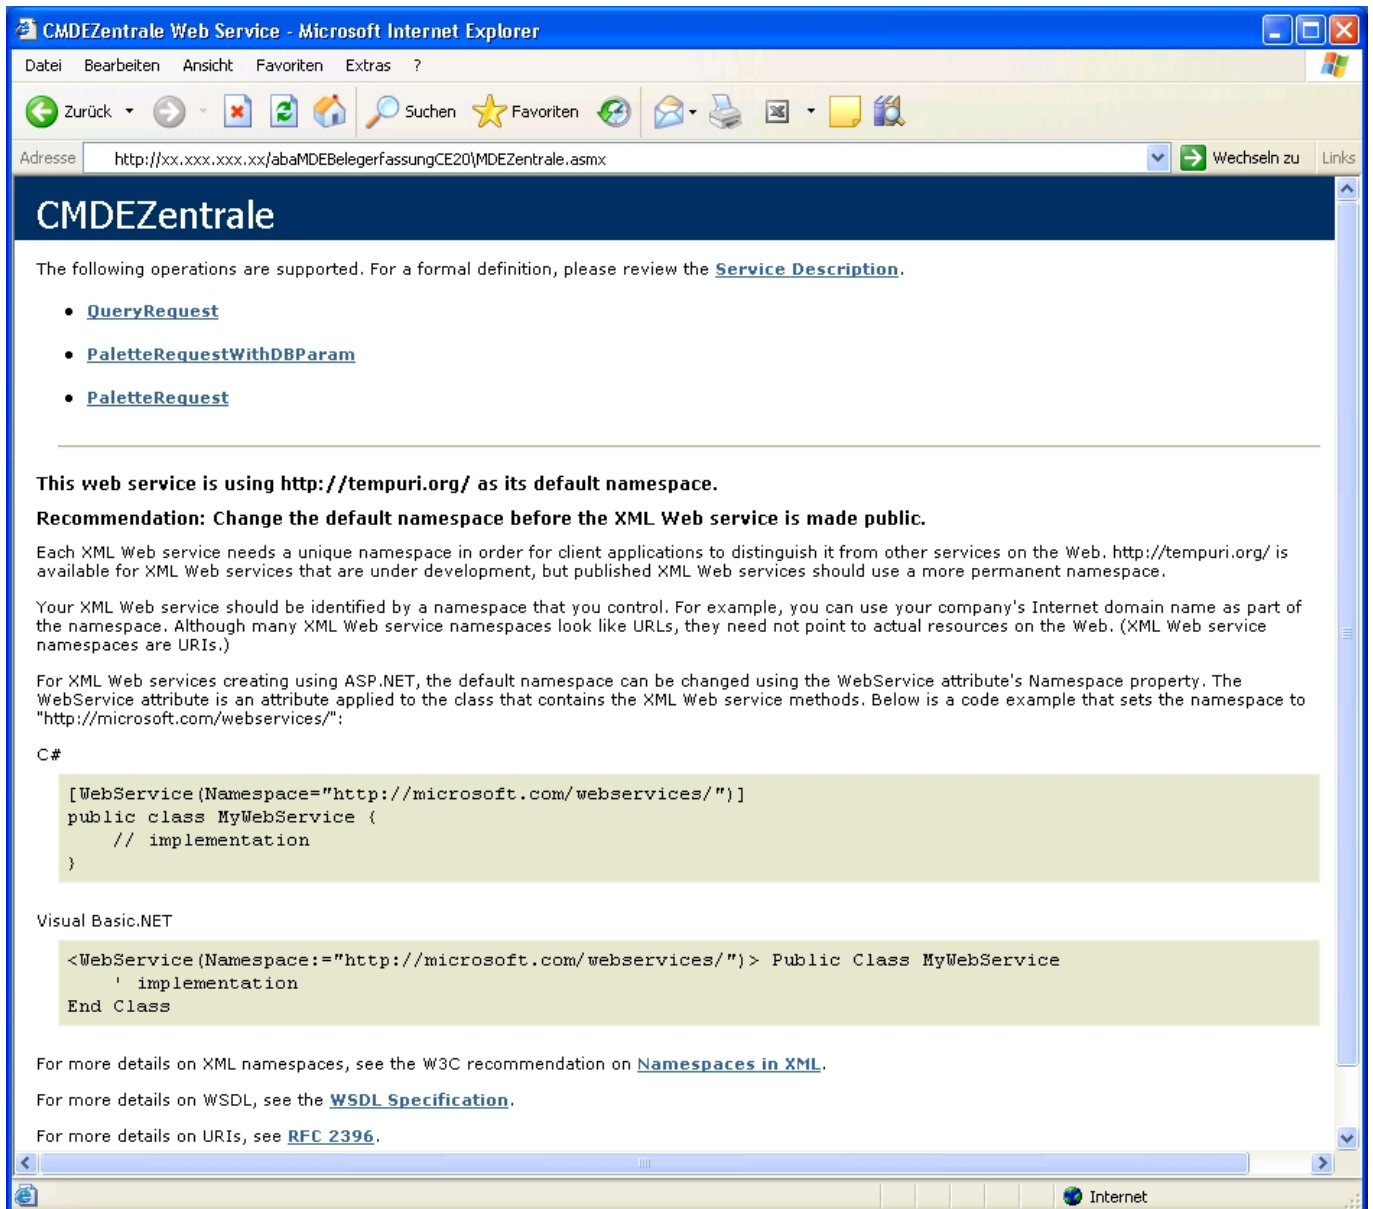 CMDEZentrale Web Service - Microsoft Internet Explorer
Datei Bearbeiten Ansicht Favoriten Extras ?
Zurück Suchen Favoriten
Adresse http://xx.xxx.xxx.xx/abaMDEBelegerfassungCE20\MDEZentrale.asmx Wechseln zu Links
CMDEZentrale
The following operations are supported. For a formal definition, please review the Service Description.
• QueryRequest
• PaletteRequestWithDBParam
• PaletteRequest
This web service is using http://tempuri.org/ as its default namespace.
Recommendation: Change the default namespace before the XML Web service is made public.
Each XML Web service needs a unique namespace in order for client applications to distinguish it from other services on the Web. http://tempuri.org/ is
available for XML Web services that are under development, but published XML Web services should use a more permanent namespace.
Your XML Web service should be identified by a namespace that you control. For example, you can use your company's Internet domain name as part of
the namespace. Although many XML Web service namespaces look like URLs, they need not point to actual resources on the Web. (XML Web service
namespaces are URIs.)
For XML Web services creating using ASP.NET, the default namespace can be changed using the WebService attribute's Namespace property. The
WebService attribute is an attribute applied to the class that contains the XML Web service methods. Below is a code example that sets the namespace to
"http://microsoft.com/webservices/":
C#
[WebService(Namespace="http://microsoft.com/webservices/")]
public class MyWebService {
    // implementation
}
Visual Basic.NET
<WebService(Namespace:="http://microsoft.com/webservices/")> Public Class MyWebService
    ' implementation
End Class
For more details on XML namespaces, see the W3C recommendation on Namespaces in XML.
For more details on WSDL, see the WSDL Specification.
For more details on URIs, see RFC 2396.
Internet